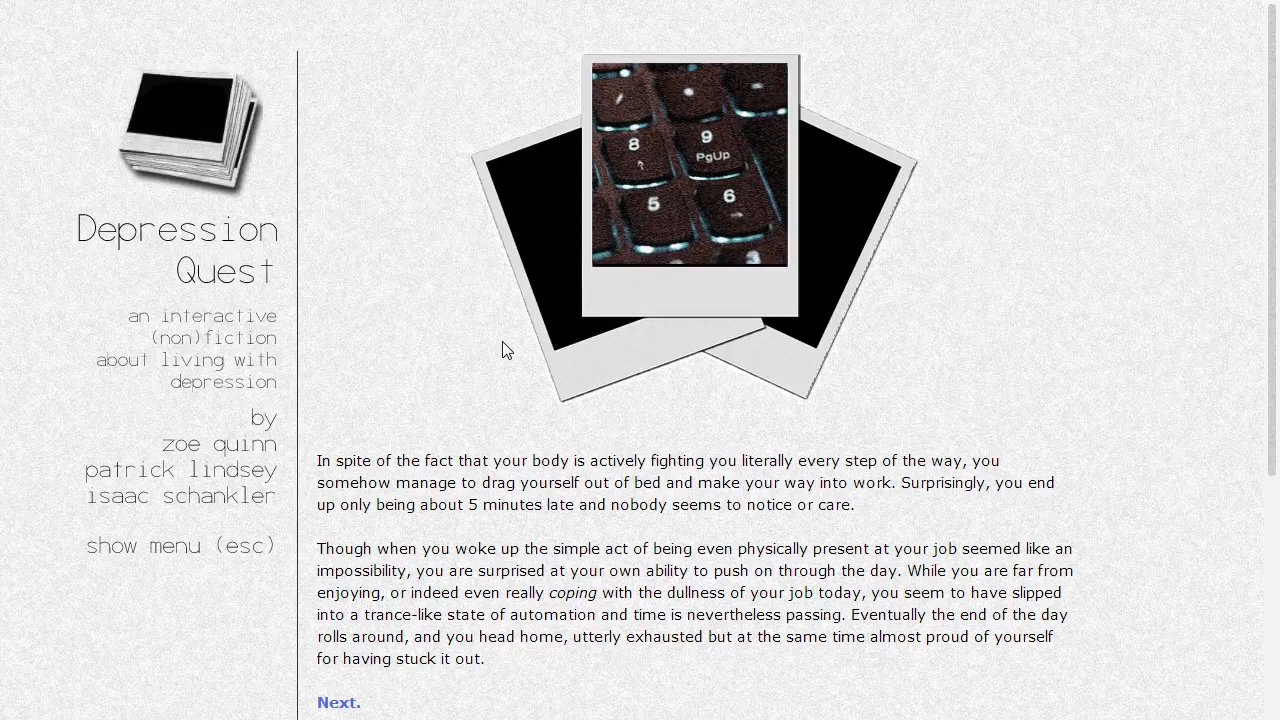 8
9
PgUp
5
6
3
Depression
Quest
an interactive
(non)fiction
about living with
depression
by
zoe quinn
patrick lindsey
isaac schankler
show menu (esc)
In spite of the fact that your body is actively fighting you literally every step of the way, you
somehow manage to drag yourself out of bed and make your way into work. Surprisingly, you end
up only being about 5 minutes late and nobody seems to notice or care.
Though when you woke up the simple act of being even physically present at your job seemed like an
impossibility, you are surprised at your own ability to push on through the day. While you are far from
enjoying, or indeed even really coping with the dullness of your job today, you seem to have slipped
into a trance-like state of automation and time is nevertheless passing. Eventually the end of the day
rolls around, and you head home, utterly exhausted but at the same time almost proud of yourself
for having stuck it out.
Next.